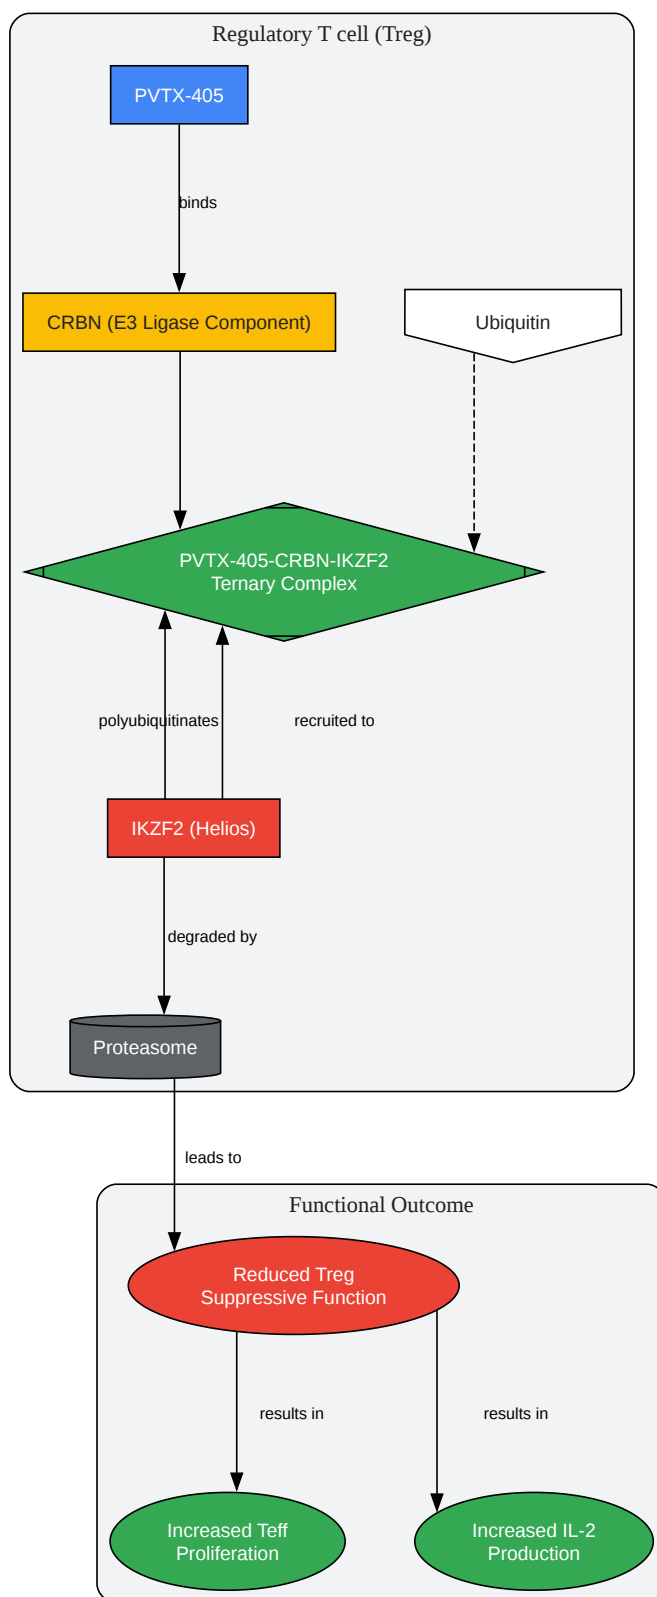 Regulatory T cell (Treg)
PVTX-405
binds
CRBN (E3 Ligase Component)
Ubiquitin
PVTX-405-CRBN-IKZF2
Ternary Complex
polyubiquitinates
recruited to
IKZF2 (Helios)
degraded by
Proteasome
leads to
Functional Outcome
Reduced Treg
Suppressive Function
results in
results in
Increased Teff
Proliferation
Increased IL-2
Production